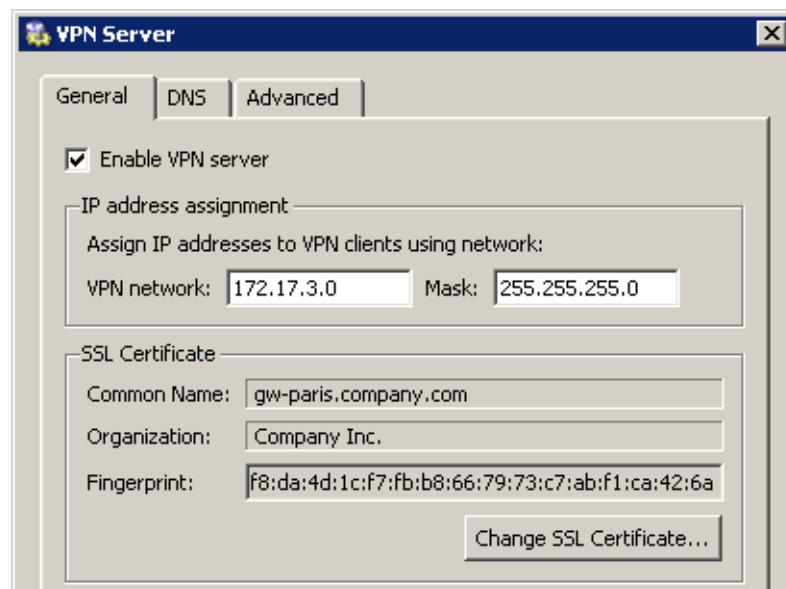 VPN Server
General DNS Advanced
Enable VPN server
IP address assignment
Assign IP addresses to VPN clients using network:
VPN network: 172.17.3.0 Mask: 255.255.255.0
SSL Certificate
Common Name: gw-paris.company.com
Organization: Company Inc.
Fingerprint: f8:da:4d:1c:f7:fb:b8:66:79:73:c7:ab:f1:ca:42:6a
Change SSL Certificate...